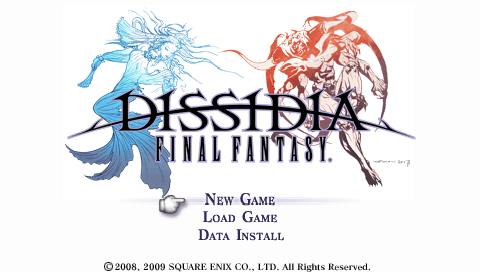 DISSIDIA
FINAL FANTASY®
NEW GAME
LOAD GAME
DATA INSTALL
©2008, 2009 SQUARE ENIX CO., LTD. All Rights Reserved.